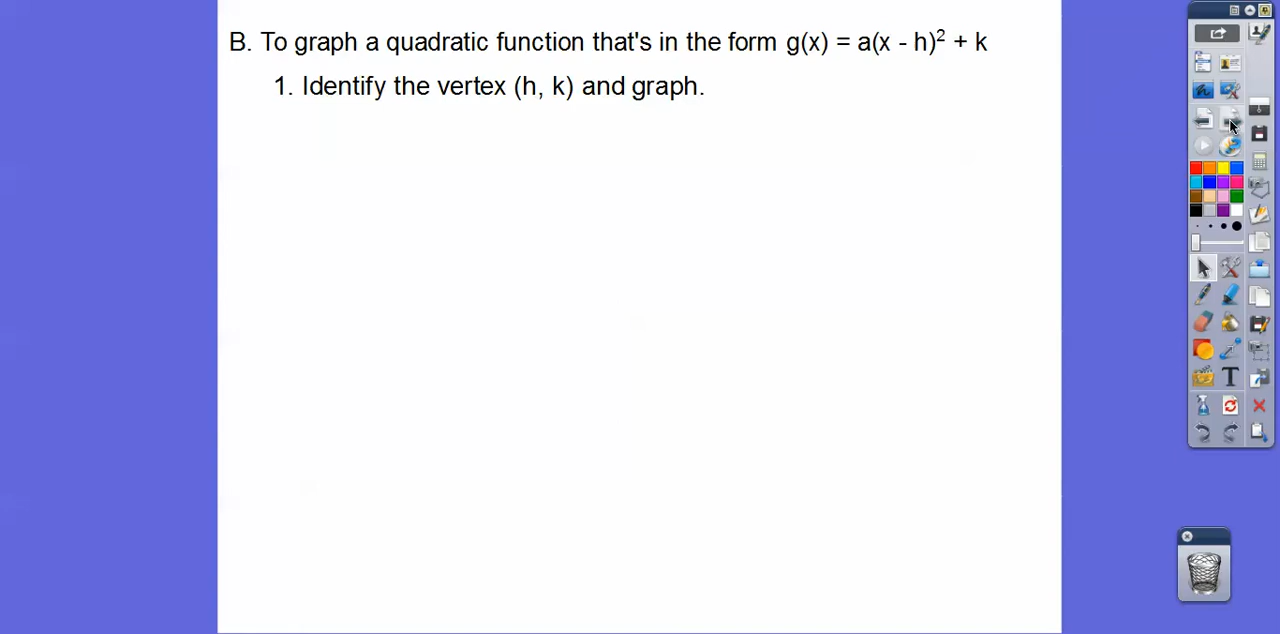 B. To graph a quadratic function that's in the form g(x) = a(x - h)² + k
1. Identify the vertex (h, k) and graph.